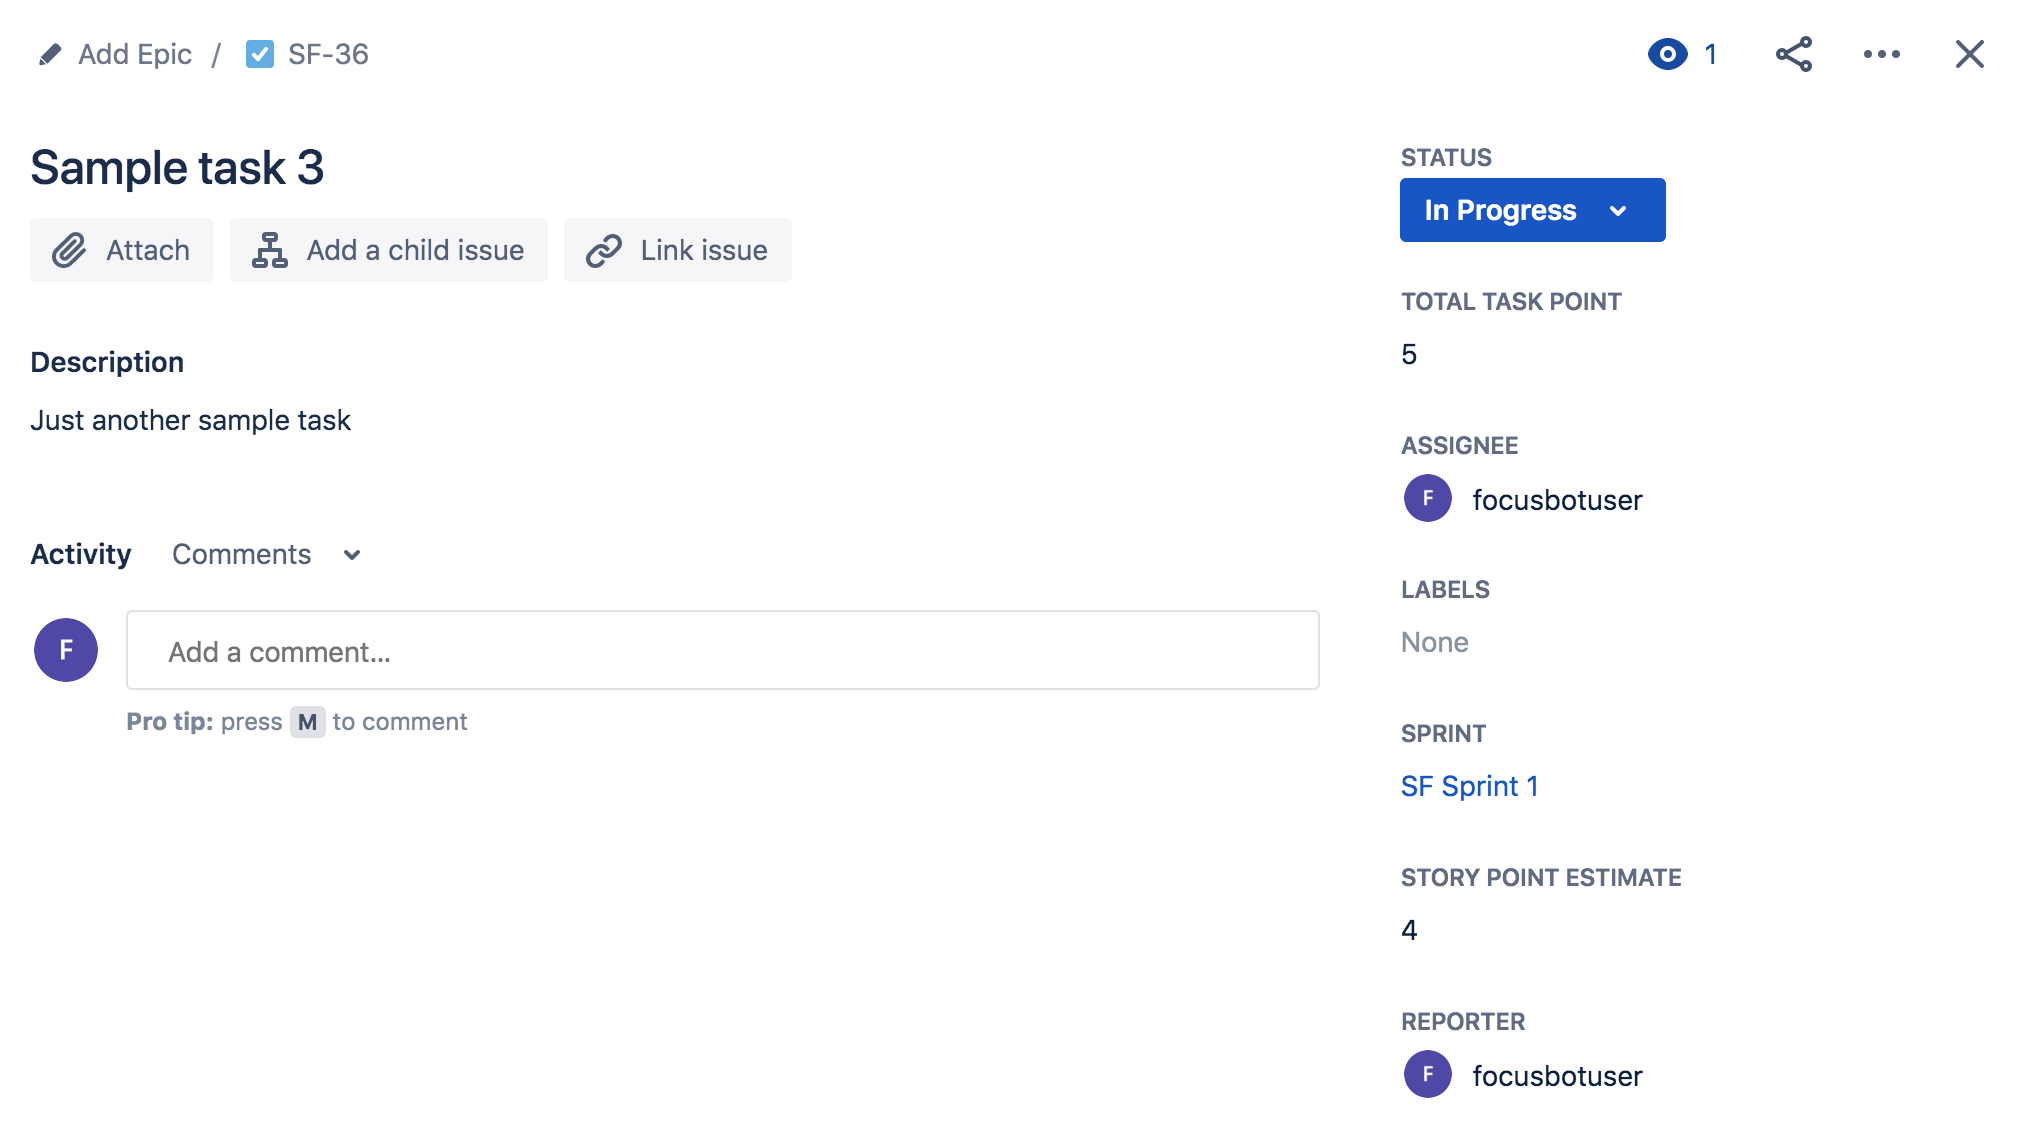 Add Epic / SF-36
1
Sample task 3
Attach
Add a child issue
Link issue
Description
Just another sample task
Activity Comments
F
Add a comment...
Pro tip: press M to comment
STATUS
In Progress
TOTAL TASK POINT
5
ASSIGNEE
F focusbotuser
LABELS
None
SPRINT
SF Sprint 1
STORY POINT ESTIMATE
4
REPORTER
F focusbotuser